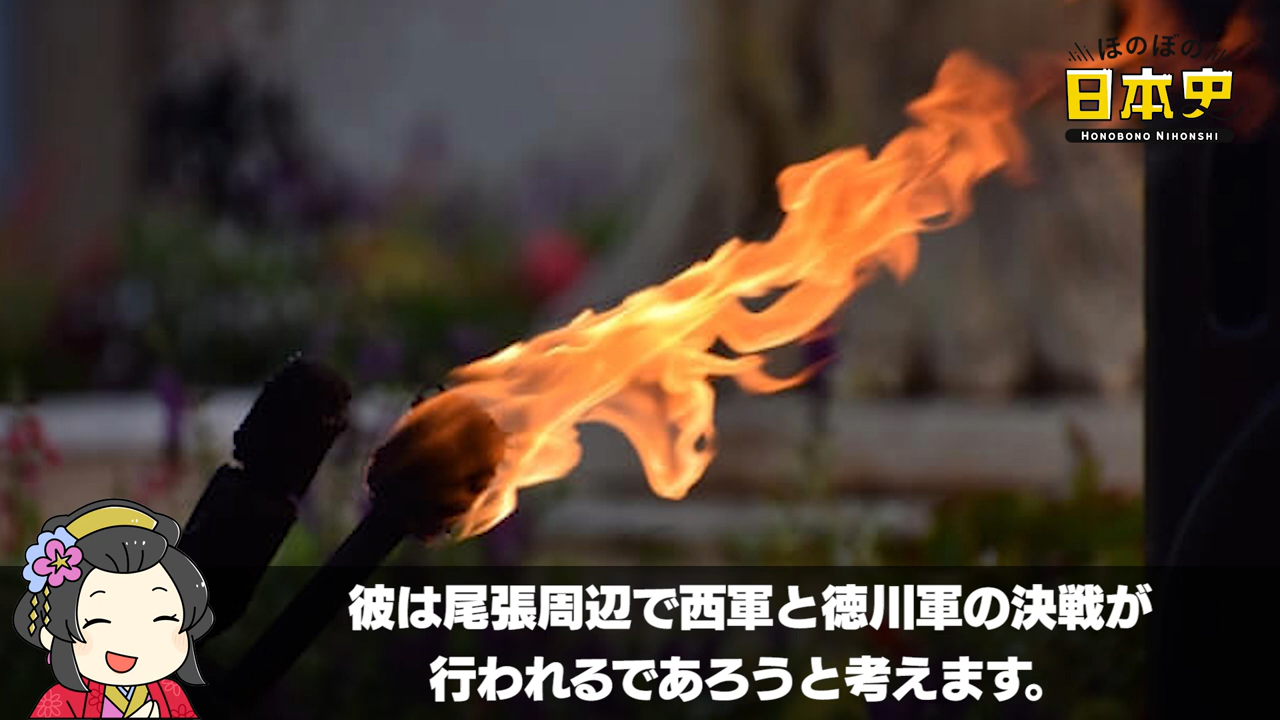 ほのぼの
日本史
HONOBONO NIHONSHI
彼は尾張周辺で西軍と徳川軍の決戦が
行われるであろうと考えます。